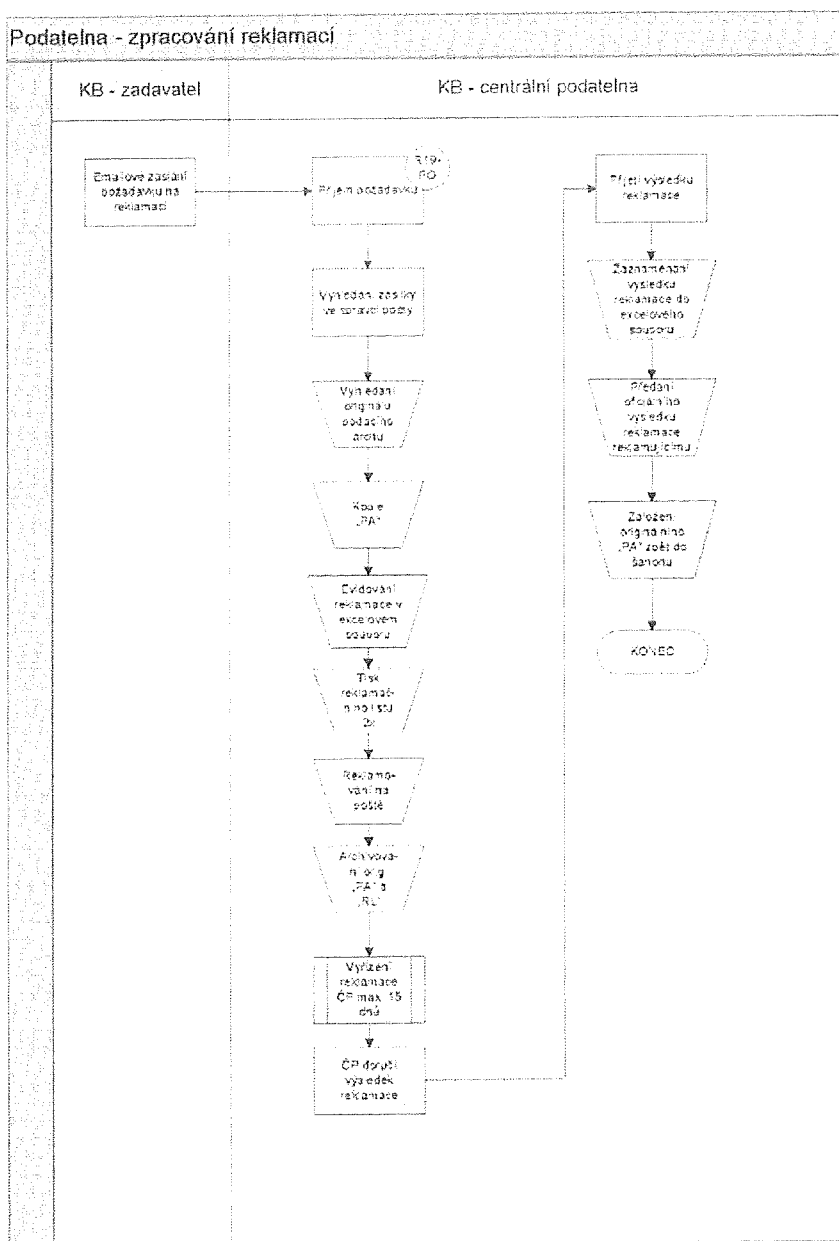 Podatelna - zpracování reklamací
KB - zadavatel
KB - centrální podatelna
Emailové zaslání
požadavku na
reklamaci
R19-
PO
Příjem požadavku
Vyhledání zásilky
ve správci pošty
Vyhledání
originálu
podacího
archu
Kopie
„PA“
Evidování
reklamace v
excelovém
souboru
Tisk
reklamač-
ního listu
2x
Reklamo-
vání na
poště
Archivová-
ní orig.
„PA“ a
„RL“
Vyřízení
reklamace
ČP max. 15
dnů
ČP doručí
výsledek
reklamace
Přijetí výsledku
reklamace
Zaznamenání
výsledku
reklamace do
excelového
souboru
Předání
oficiálního
výsledku
reklamace
reklamujícímu
Založení
originálního
„PA“ zpět do
šanonu
KONEC